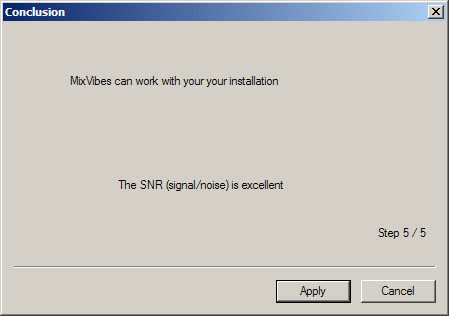 Conclusion
MixVibes can work with your your installation
The SNR (signal/noise) is excellent
Step 5 / 5
Apply
Cancel